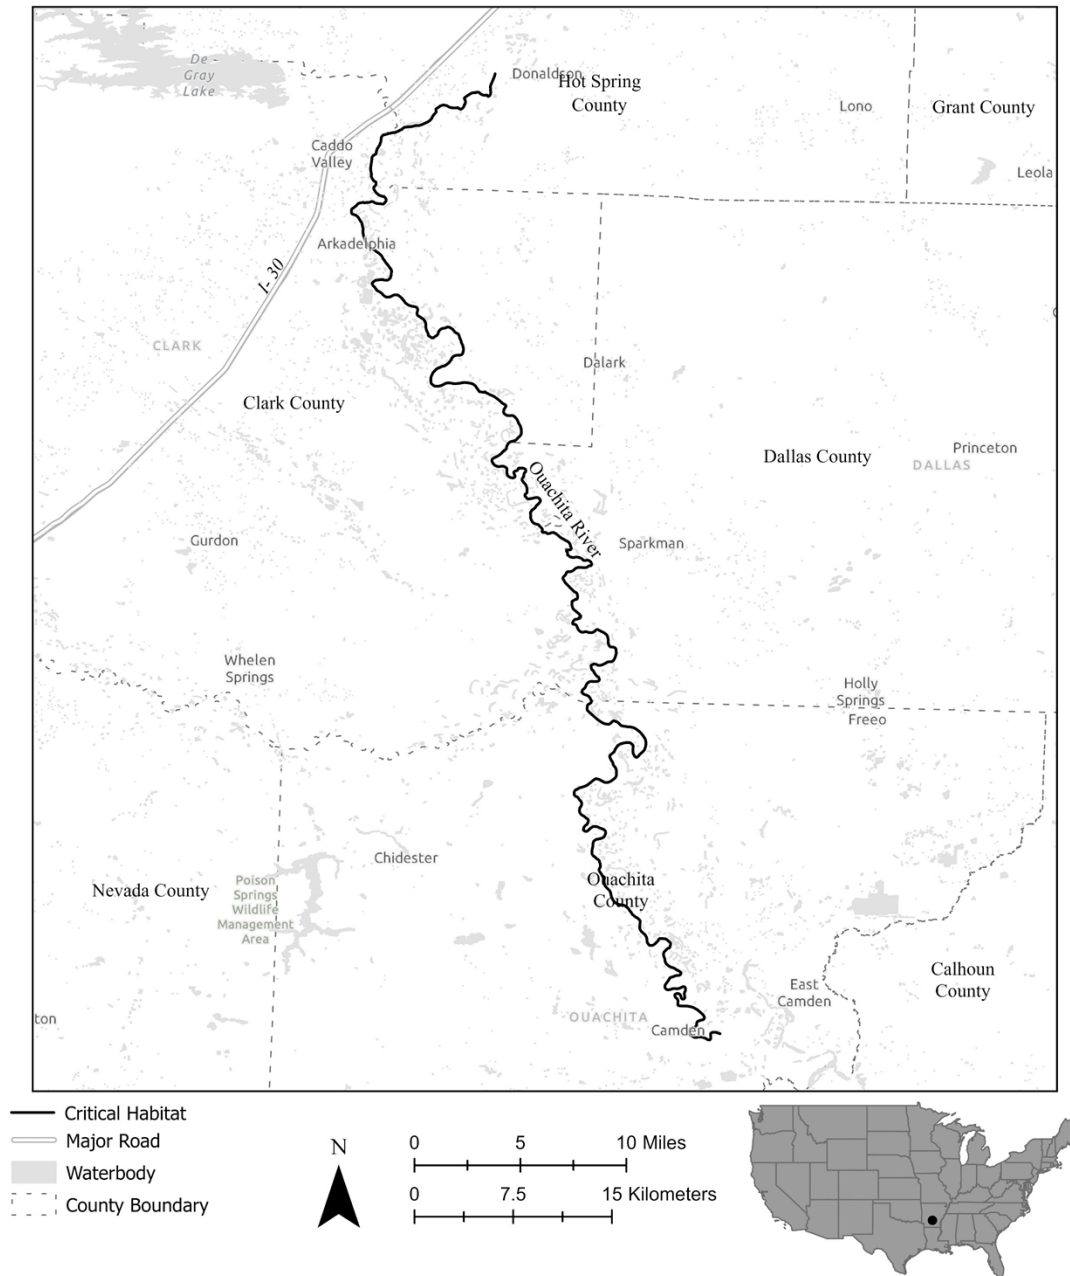 De
Gray
Lake
Donaldson
Hot Spring
County
Lono
Grant County
Caddo
Valley
Leola
Arkadelphia
I-30
CLARK
Dalark
Clark County
Dallas County
Princeton
DALLAS
Ouachita River
Gurdon
Sparkman
Whelen
Springs
Holly
Springs
Freeo
Chidester
Nevada County
Poison
Springs
Wildlife
Management
Area
Ouachita
County
Calhoun
County
East
Camden
ton
OUACHITA
Camden
Critical Habitat
Major Road
Waterbody
County Boundary
N
0 5 10 Miles
0 7.5 15 Kilometers